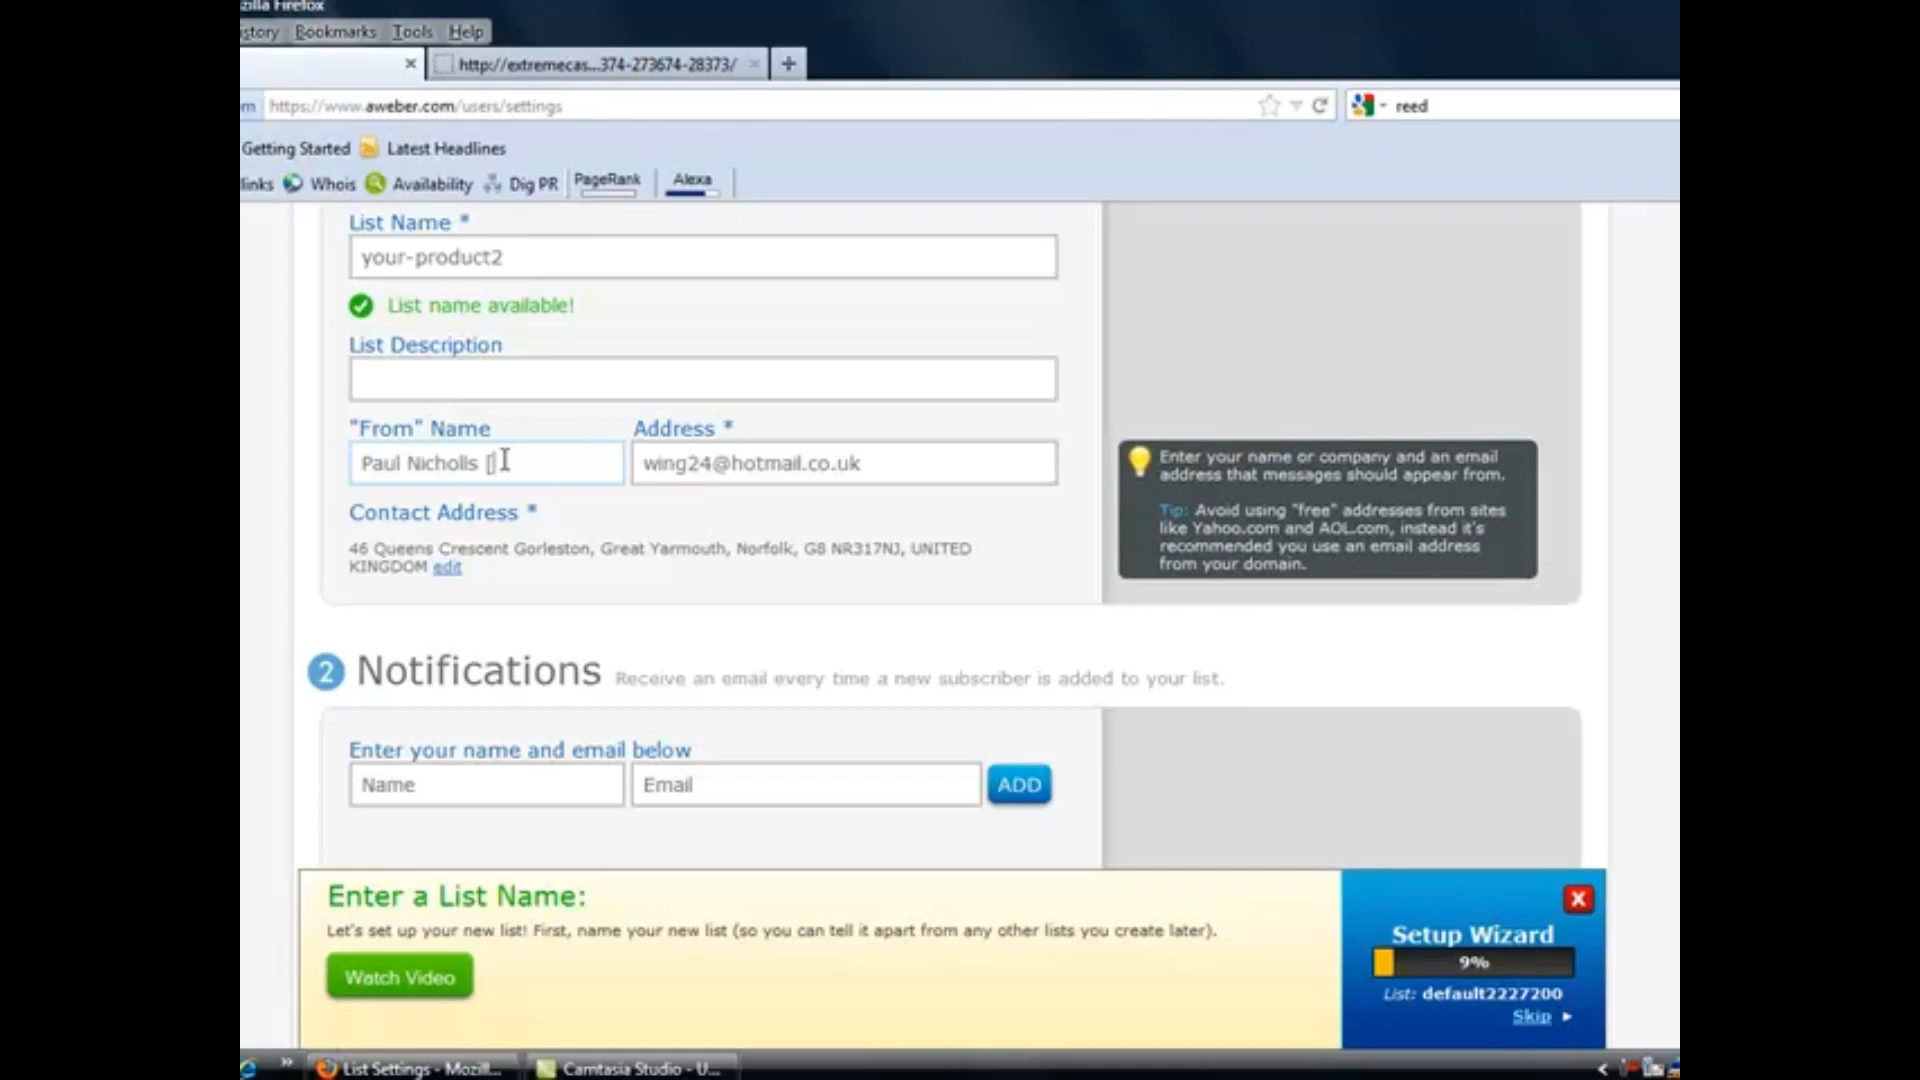 zilla Firefox
story Bookmarks Tools Help
http://extremecas...374-273674-28373/
m https://www.aweber.com/users/settings
reed
Getting Started Latest Headlines
links Whois Availability Dig PR PageRank Alexa
List Name *
your-product2
List name available!
List Description
"From" Name Address *
Paul Nicholls [] wing24@hotmail.co.uk
Contact Address *
46 Queens Crescent Gorleston, Great Yarmouth, Norfolk, G8 NR317NJ, UNITED
KINGDOM edit
Enter your name or company and an email
address that messages should appear from.
Tip: Avoid using "free" addresses from sites
like Yahoo.com and AOL.com, instead it's
recommended you use an email address
from your domain.
2 Notifications Receive an email every time a new subscriber is added to your list.
Enter your name and email below
Name Email ADD
Enter a List Name:
Let's set up your new list! First, name your new list (so you can tell it apart from any other lists you create later).
Watch Video
Setup Wizard
9%
List: default2227200
Skip
List Settings - Mozill... Camtasia Studio - U...